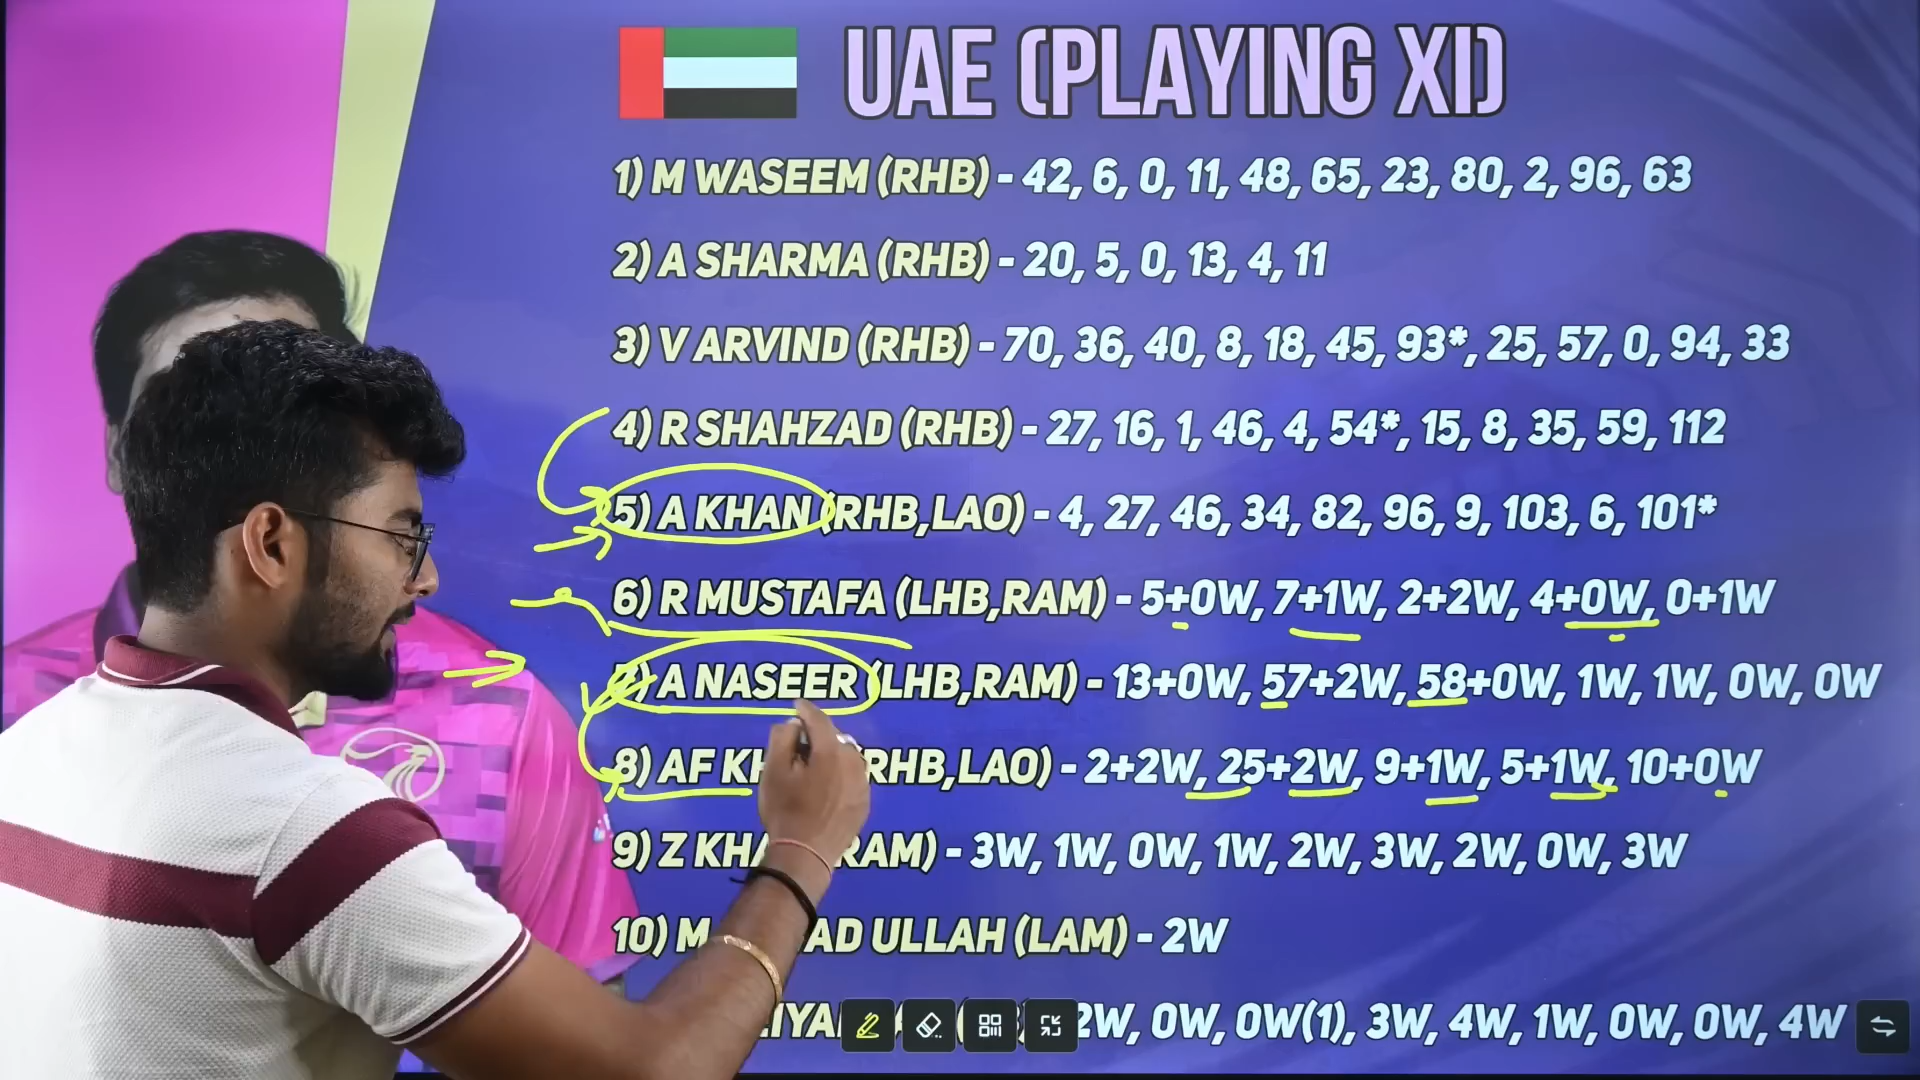 UAE (PLAYING XI)
1) M WASEEM (RHB) - 42, 6, 0, 11, 48, 65, 23, 80, 2, 96, 63
2) A SHARMA (RHB) - 20, 5, 0, 13, 4, 11
3) V ARVIND (RHB) - 70, 36, 40, 8, 18, 45, 93*, 25, 57, 0, 94, 33
4) R SHAHZAD (RHB) - 27, 16, 1, 46, 4, 54*, 15, 8, 35, 59, 112
5) A KHAN (RHB,LAO) - 4, 27, 46, 34, 82, 96, 9, 103, 6, 101*
6) R MUSTAFA (LHB,RAM) - 5+0W, 7+1W, 2+2W, 4+0W, 0+1W
7) A NASEER (LHB,RAM) - 13+0W, 57+2W, 58+0W, 1W, 1W, 0W, 0W
8) AF (RHB,LAO) - 2+2W, 25+2W, 9+1W, 5+1W, 10+0W
9) Z RAM) - 3W, 1W, 0W, 1W, 2W, 3W, 2W, 0W, 3W
10) M ULLAH (LAM) - 2W
2W, 0W, 0W(1), 3W, 4W, 1W, 0W, 0W, 4W